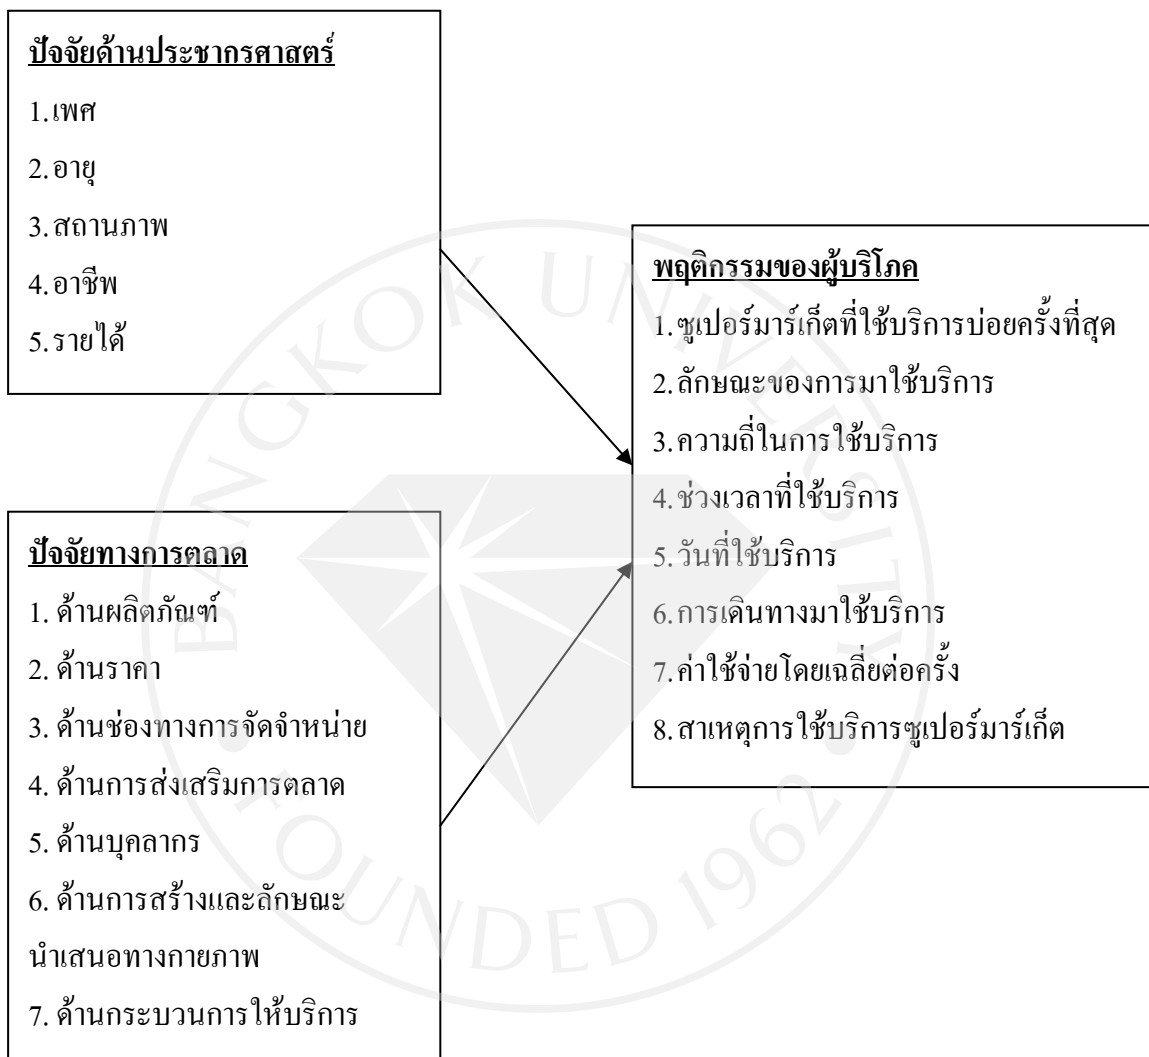 ปัจจัยด้านประชากรศาสตร์
1.เพศ
2.อายุ
3.สถานภาพ
4.อาชีพ
5.รายได้
ปัจจัยทางการตลาด
1. ด้านผลิตภัณฑ์
2. ด้านราคา
3. ด้านช่องทางการจัดจำหน่าย
4. ด้านการส่งเสริมการตลาด
5. ด้านบุคลากร
6. ด้านการสร้างและลักษณะ
นำเสนอทางกายภาพ
7. ด้านกระบวนการให้บริการ
พฤติกรรมของผู้บริโภค
1.ซูเปอร์มาร์เก็ตที่ใช้บริการบ่อยครั้งที่สุด
2.ลักษณะของการมาใช้บริการ
3.ความถี่ในการใช้บริการ
4.ช่วงเวลาที่ใช้บริการ
5.วันที่ใช้บริการ
6.การเดินทางมาใช้บริการ
7.ค่าใช้จ่ายโดยเฉลี่ยต่อครั้ง
8.สาเหตุการใช้บริการซูเปอร์มาร์เก็ต
BANGKOK UNIVERSITY
FOUNDED 1962